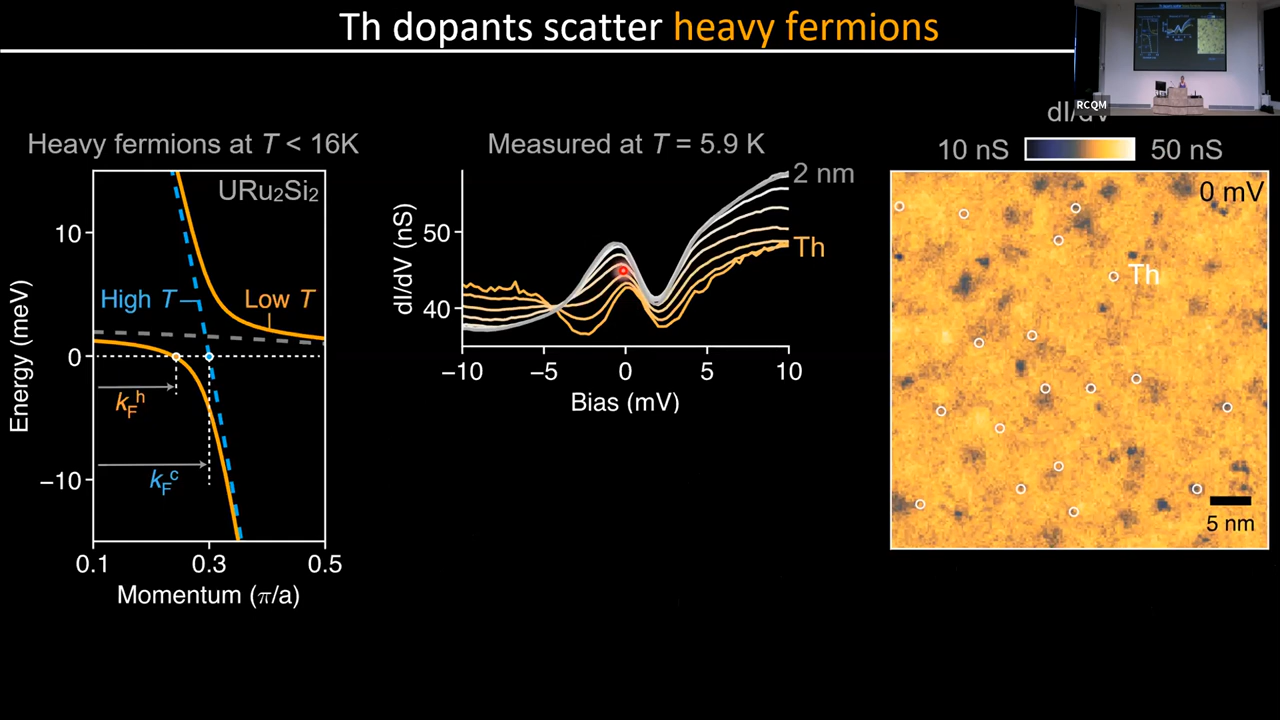 Th dopants scatter heavy fermions
RCQM
Heavy fermions at T < 16K
URu₂Si₂
High T
Low T
10
0
−10
Energy (meV)
k_F^h
k_F^c
0.1 0.3 0.5
Momentum (π/a)
Measured at T = 5.9 K
2 nm
Th
50
40
dI/dV (nS)
−10 −5 0 5 10
Bias (mV)
dI/dV
10 nS 50 nS
0 mV
Th
5 nm